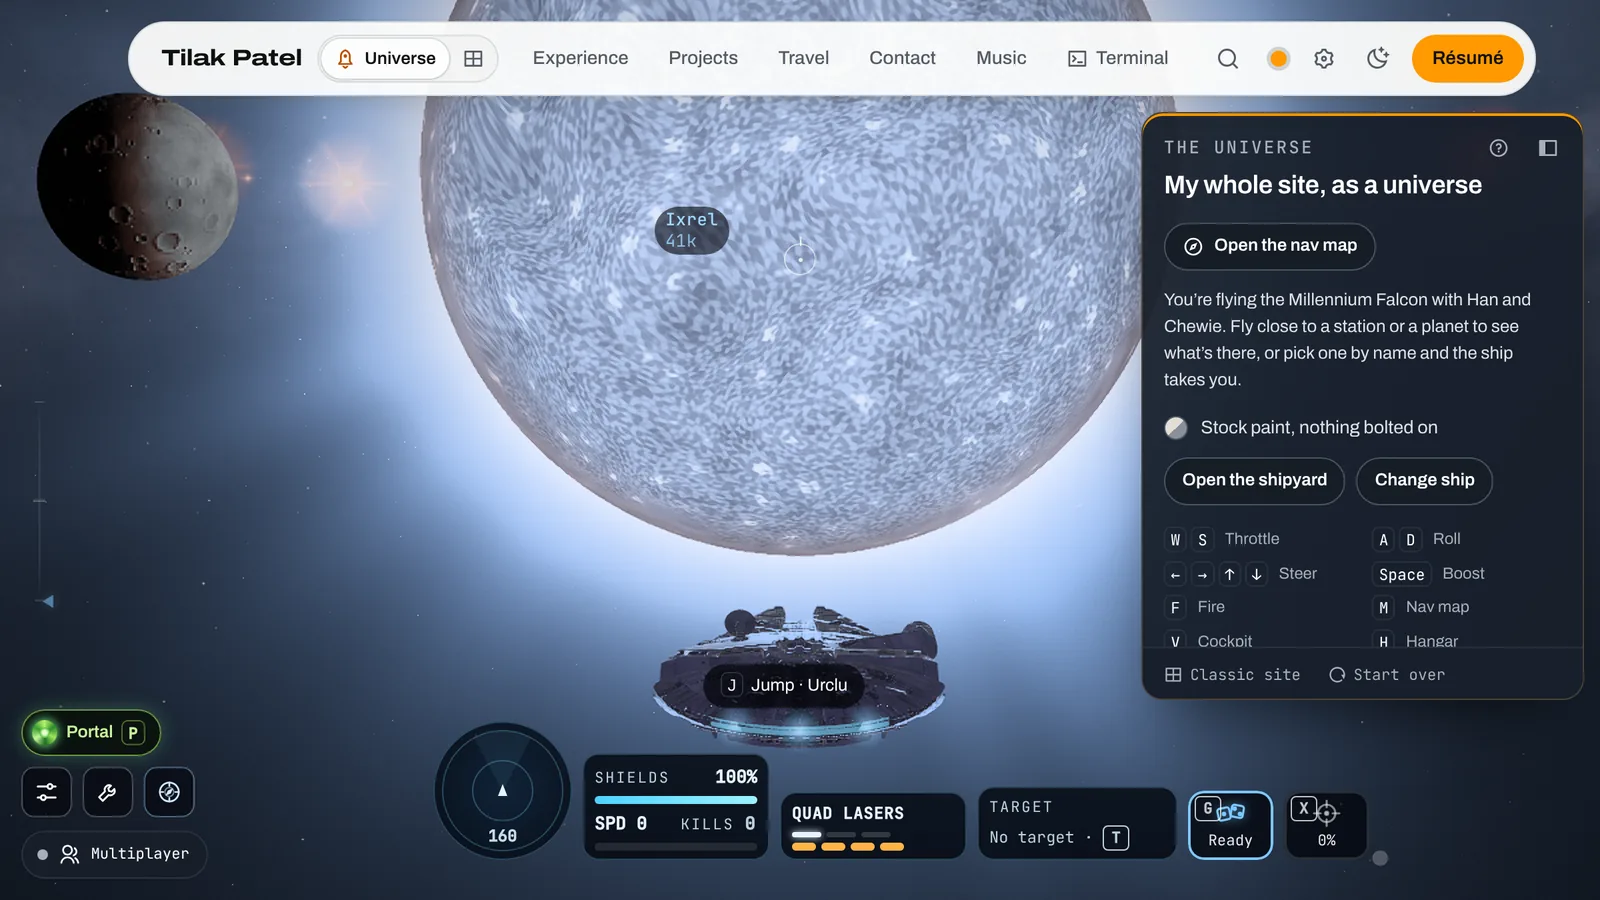 Tilak Patel
Universe
Experience
Projects
Travel
Contact
Music
Terminal
Résumé
THE UNIVERSE
My whole site, as a universe
Open the nav map
You’re flying the Millennium Falcon with Han and
Chewie. Fly close to a station or a planet to see
what’s there, or pick one by name and the ship
takes you.
Stock paint, nothing bolted on
Open the shipyard
Change ship
W S Throttle
A D Roll
← → ↑ ↓ Steer
Space Boost
F Fire
M Nav map
V Cockpit
H Hangar
Classic site
Start over
Ixrel
41k
J Jump · Urclu
Portal P
Multiplayer
160
SHIELDS 100%
SPD 0 KILLS 0
QUAD LASERS
TARGET
No target · T
G
Ready
X
0%